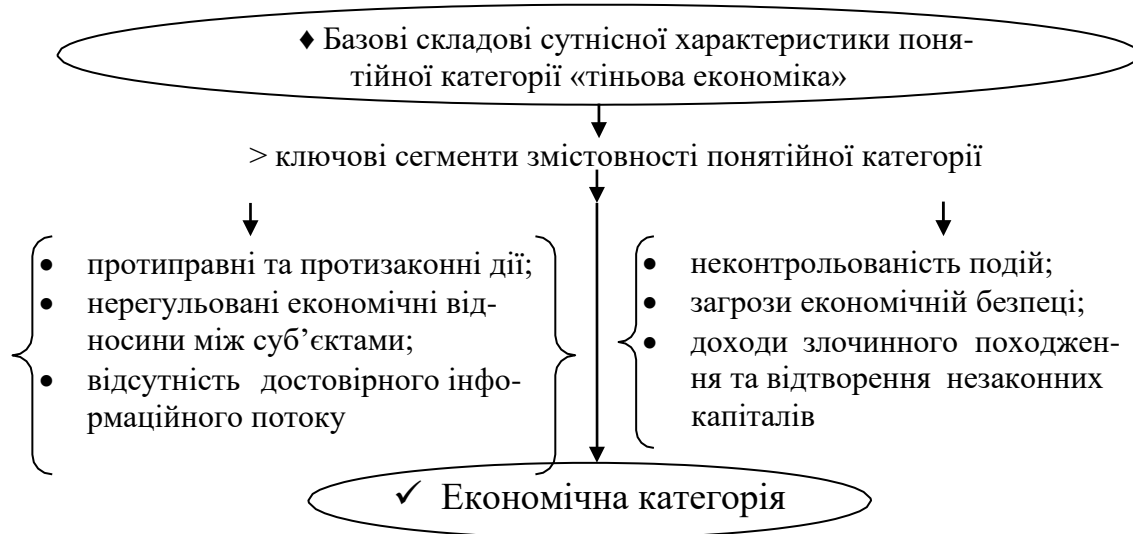 ♦ Базові складові сутнісної характеристики поня-
тійної категорії «тіньова економіка»
> ключові сегменти змістовності понятійної категорії
• протиправні та протизаконні дії;
• нерегульовані економічні від-
носини між суб’єктами;
• відсутність достовірного інфо-
рмаційного потоку
• неконтрольованість подій;
• загрози економічній безпеці;
• доходи злочинного походжен-
ня та відтворення незаконних
капіталів
✓ Економічна категорія